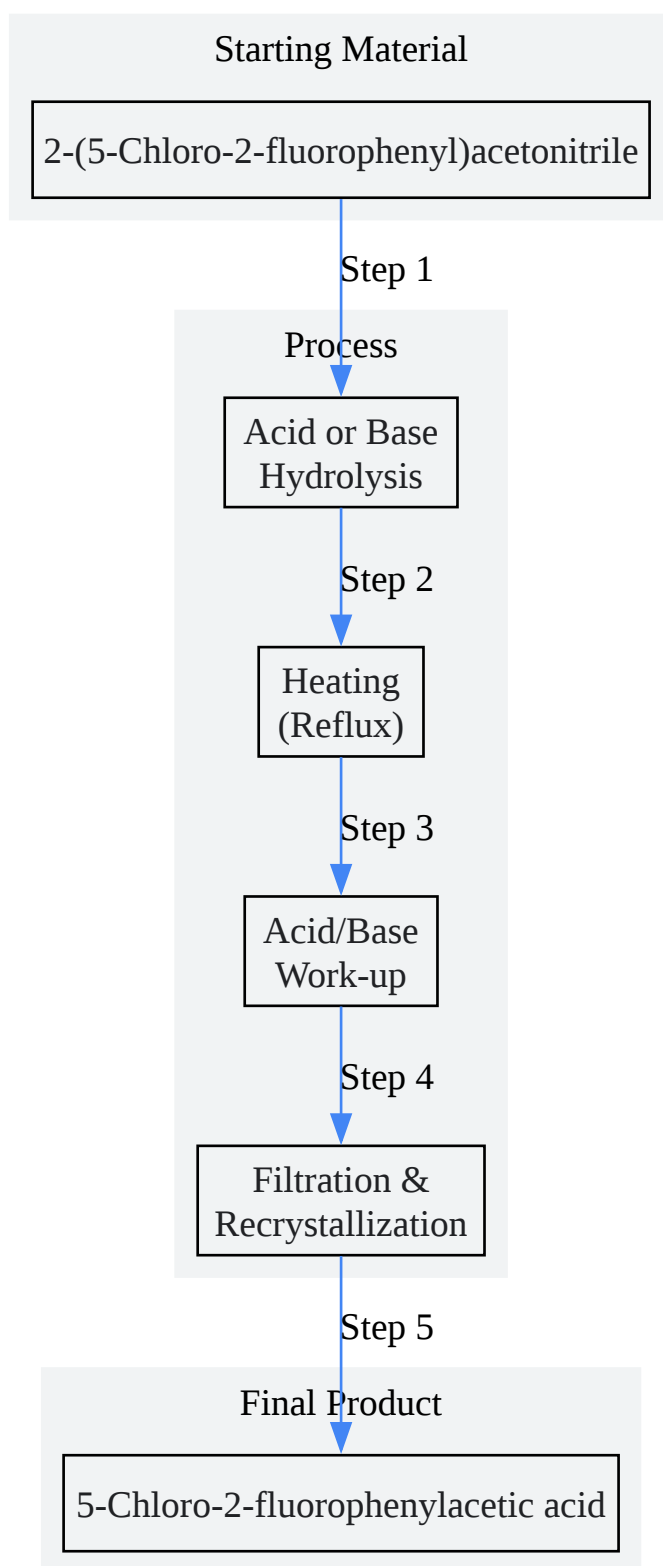 Starting Material
2-(5-Chloro-2-fluorophenyl)acetonitrile
Step 1
Process
Acid or Base
Hydrolysis
Step 2
Heating
(Reflux)
Step 3
Acid/Base
Work-up
Step 4
Filtration &
Recrystallization
Step 5
Final Product
5-Chloro-2-fluorophenylacetic acid